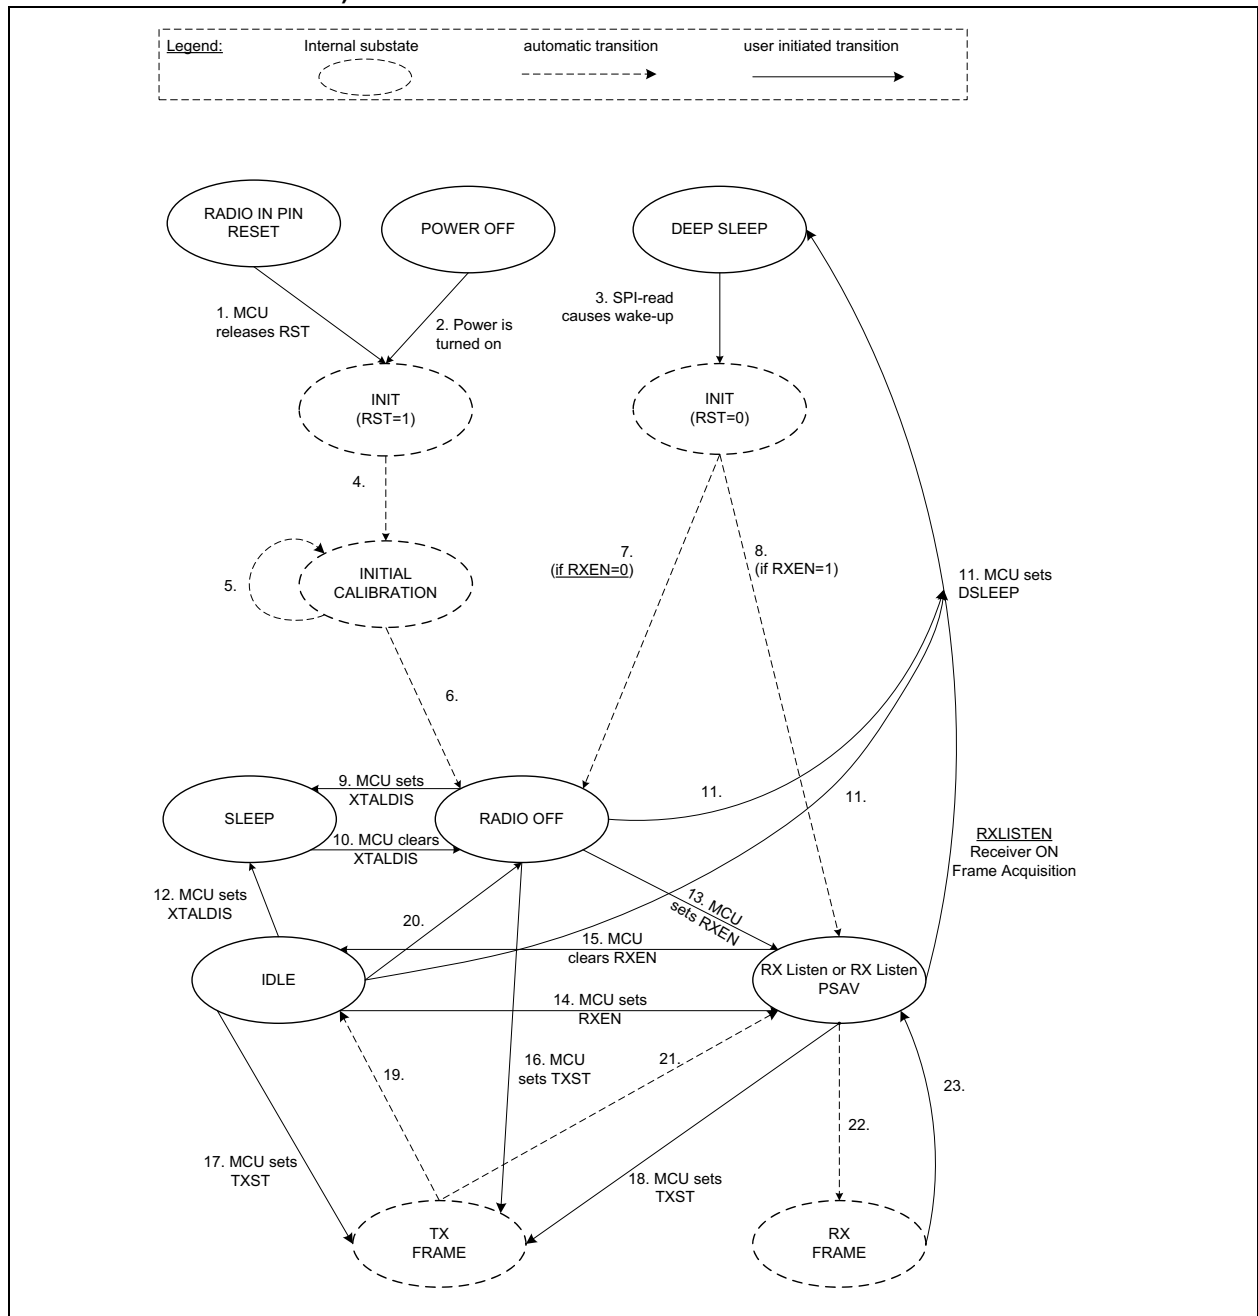 Legend:
Internal substate
automatic transition
user initiated transition
RADIO IN PIN
RESET
POWER OFF
DEEP SLEEP
1. MCU
releases RST
2. Power is
turned on
3. SPI-read
causes wake-up
INIT
(RST=1)
INIT
(RST=0)
4.
5.
INITIAL
CALIBRATION
7.
(if RXEN=0)
8.
(if RXEN=1)
11. MCU sets
DSLEEP
6.
9. MCU sets
XTALDIS
SLEEP
RADIO OFF
11.
11.
10. MCU clears
XTALDIS
RXLISTEN
Receiver ON
Frame Acquisition
12. MCU sets
XTALDIS
20.
13. MCU
sets RXEN
15. MCU
clears RXEN
IDLE
RX Listen or RX Listen
PSAV
14. MCU sets
RXEN
19.
16. MCU
sets TXST
21.
22.
23.
17. MCU sets
TXST
18. MCU sets
TXST
TX
FRAME
RX
FRAME